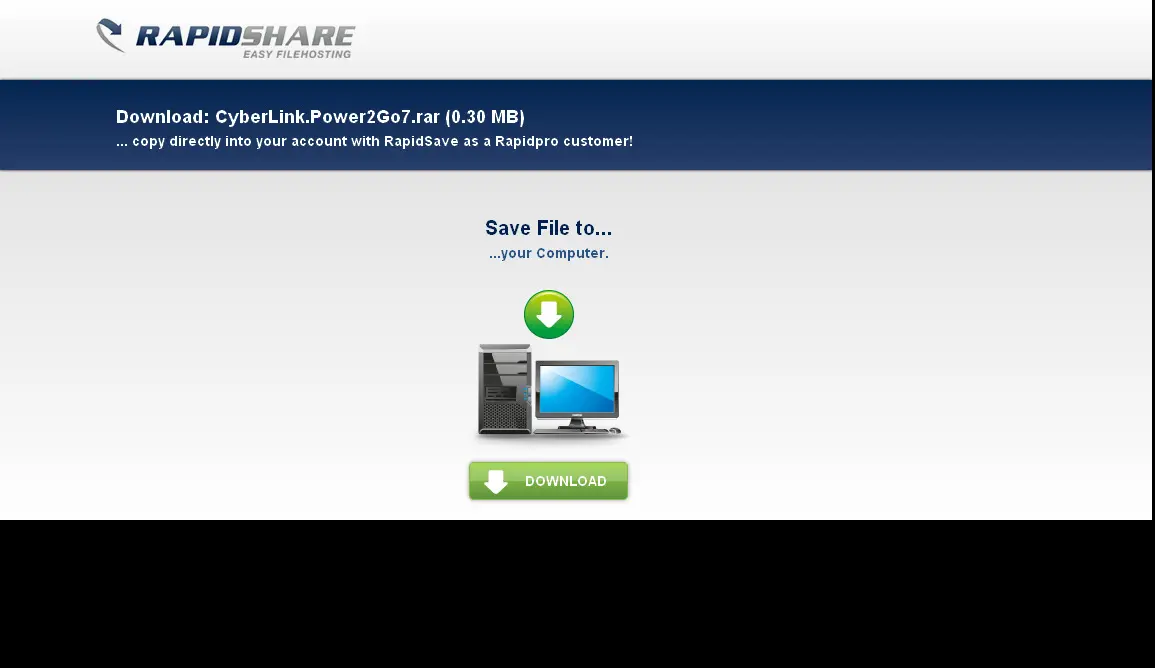 RAPIDSHARE
EASY FILEHOSTING
Download: CyberLink.Power2Go7.rar (0.30 MB)
... copy directly into your account with RapidSave as a Rapidpro customer!
Save File to...
...your Computer.
DOWNLOAD